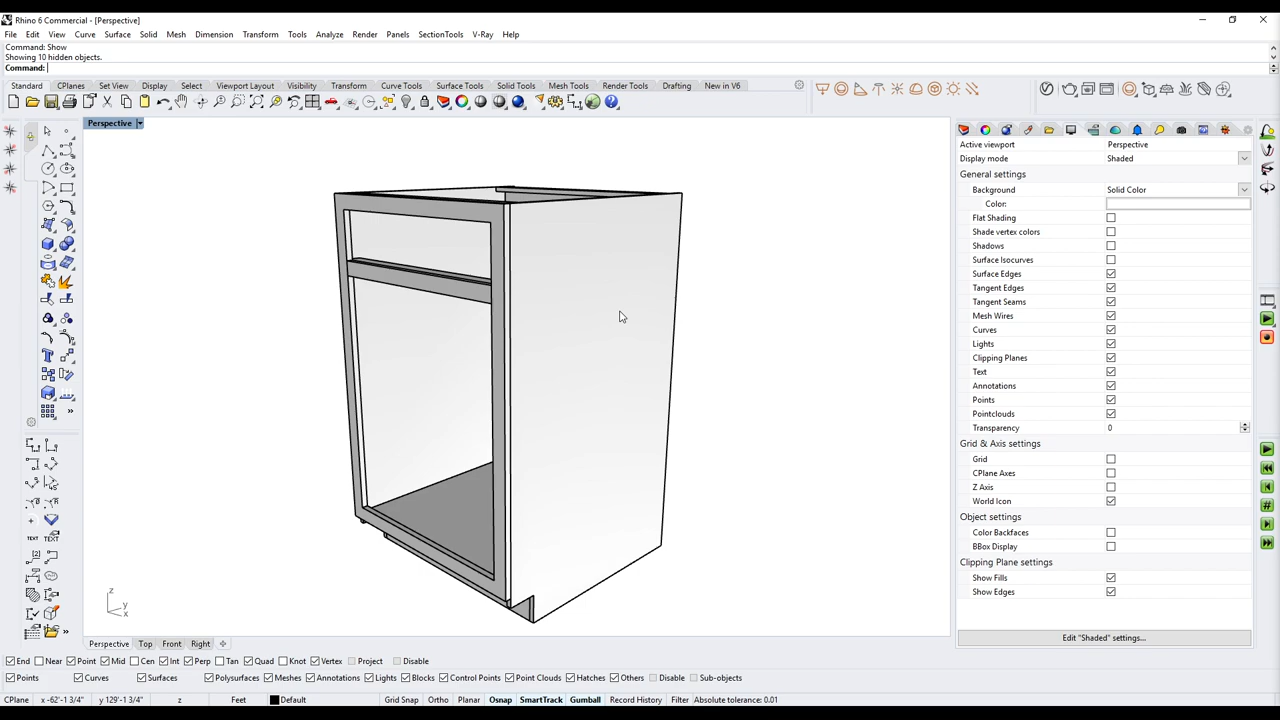 Rhino 6 Commercial - [Perspective]
File Edit View Curve Surface Solid Mesh Dimension Transform Tools Analyze Render Panels SectionTools V-Ray Help
Command: Show
Showing 10 hidden objects.
Command:
Standard CPlanes Set View Display Select Viewport Layout Visibility Transform Curve Tools Surface Tools Solid Tools Mesh Tools Render Tools Drafting New in V6
Perspective
Active viewport Perspective
Display mode Shaded
General settings
Background Solid Color
Color:
Flat Shading
Shade vertex colors
Shadows
Surface Isocurves
Surface Edges
Tangent Edges
Tangent Seams
Mesh Wires
Curves
Lights
Clipping Planes
Text
Annotations
Points
Pointclouds
Transparency 0
Grid & Axis settings
Grid
CPlane Axes
Z Axis
World Icon
Object settings
Color Backfaces
BBox Display
Clipping Plane settings
Show Fills
Show Edges
Edit "Shaded" settings...
TEXT TEXT
z
y
x
Perspective Top Front Right
End Near Point Mid Cen Int Perp Tan Quad Knot Vertex Project Disable
Points Curves Surfaces Polysurfaces Meshes Annotations Lights Blocks Control Points Point Clouds Hatches Others Disable Sub-objects
CPlane x -62'-1 3/4" y 129'-1 3/4" z Feet Default Grid Snap Ortho Planar Osnap SmartTrack Gumball Record History Filter Absolute tolerance: 0.01